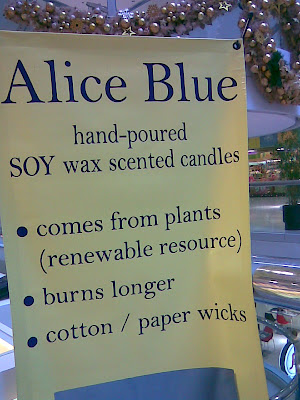 Alice Blue
hand-poured
SOY wax scented candles
• comes from plants
(renewable resource)
• burns longer
• cotton / paper wicks